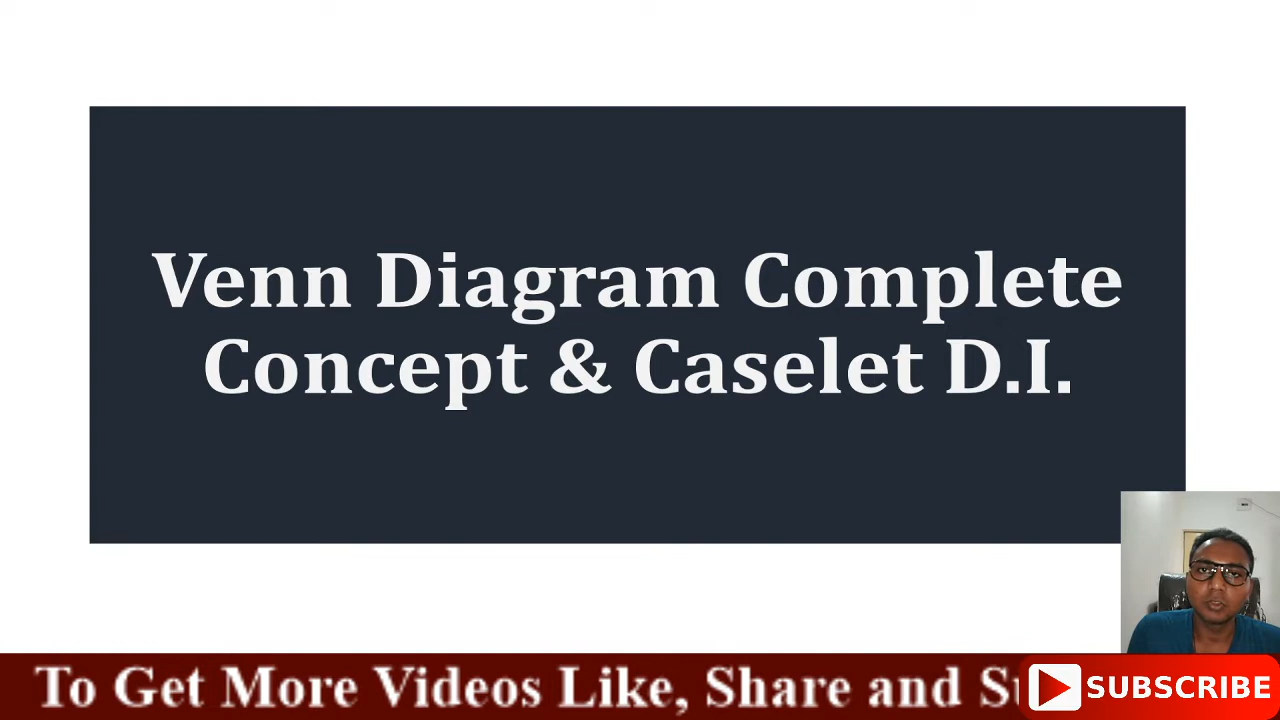 Venn Diagram Complete
Concept & Caselet D.I.
To Get More Videos Like, Share and
SUBSCRIBE